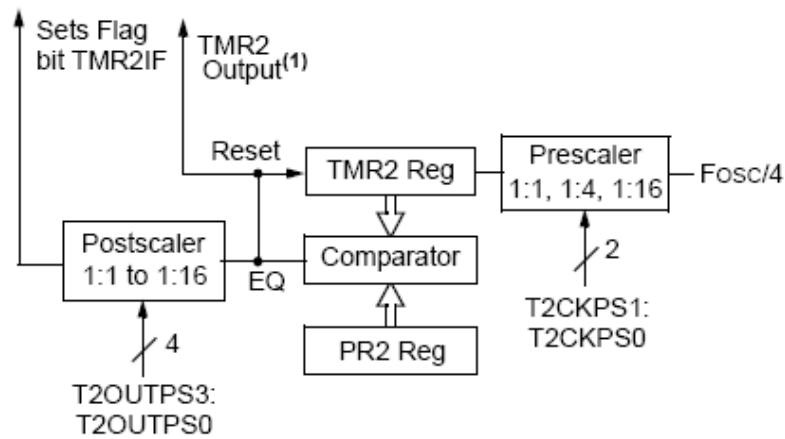 Sets Flag
bit TMR2IF
TMR2
Output(1)
Reset
TMR2 Reg
Prescaler
1:1, 1:4, 1:16
Fosc/4
Postscaler
1:1 to 1:16
EQ
Comparator
2
T2CKPS1:
T2CKPS0
PR2 Reg
4
T2OUTPS3:
T2OUTPS0